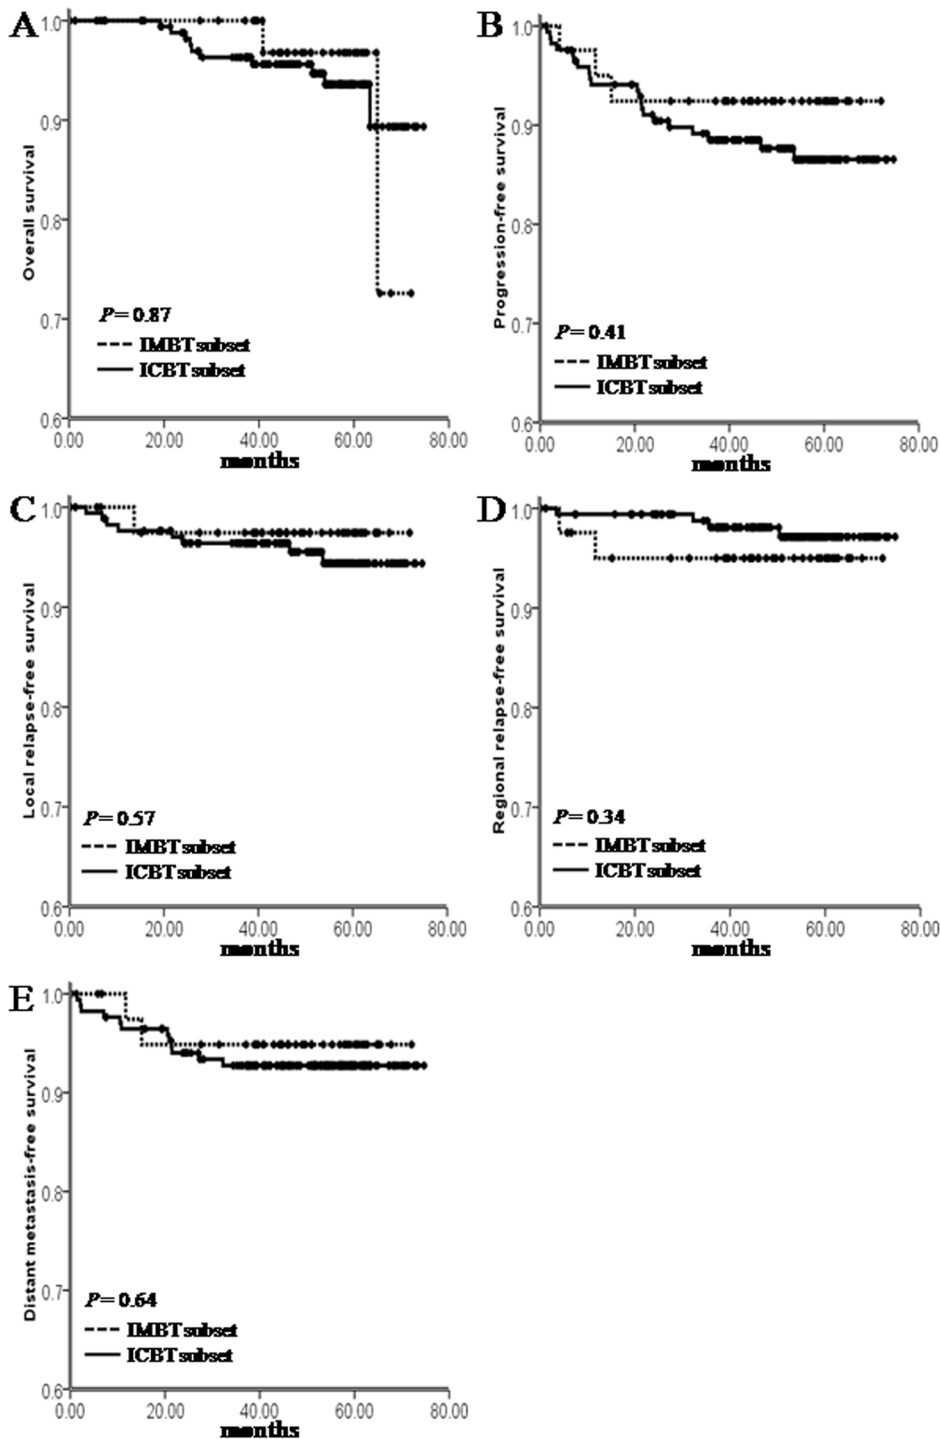 A
1.0
0.9
0.8
0.7
0.6
Overall survival
P = 0.87
IMBT subset
ICBT subset
0.00 20.00 40.00 60.00 80.00
months
B
1.0
0.9
0.8
0.7
0.6
Progression-free survival
P = 0.41
IMBT subset
ICBT subset
0.00 20.00 40.00 60.00 80.00
months
C
1.0
0.9
0.8
0.7
0.6
Local relapse-free survival
P = 0.57
IMBT subset
ICBT subset
0.00 20.00 40.00 60.00 80.00
months
D
1.0
0.9
0.8
0.7
0.6
Regional relapse-free survival
P = 0.34
IMBT subset
ICBT subset
0.00 20.00 40.00 60.00 80.00
months
E
1.0
0.9
0.8
0.7
0.6
Distant metastasis-free survival
P = 0.64
IMBT subset
ICBT subset
0.00 20.00 40.00 60.00 80.00
months